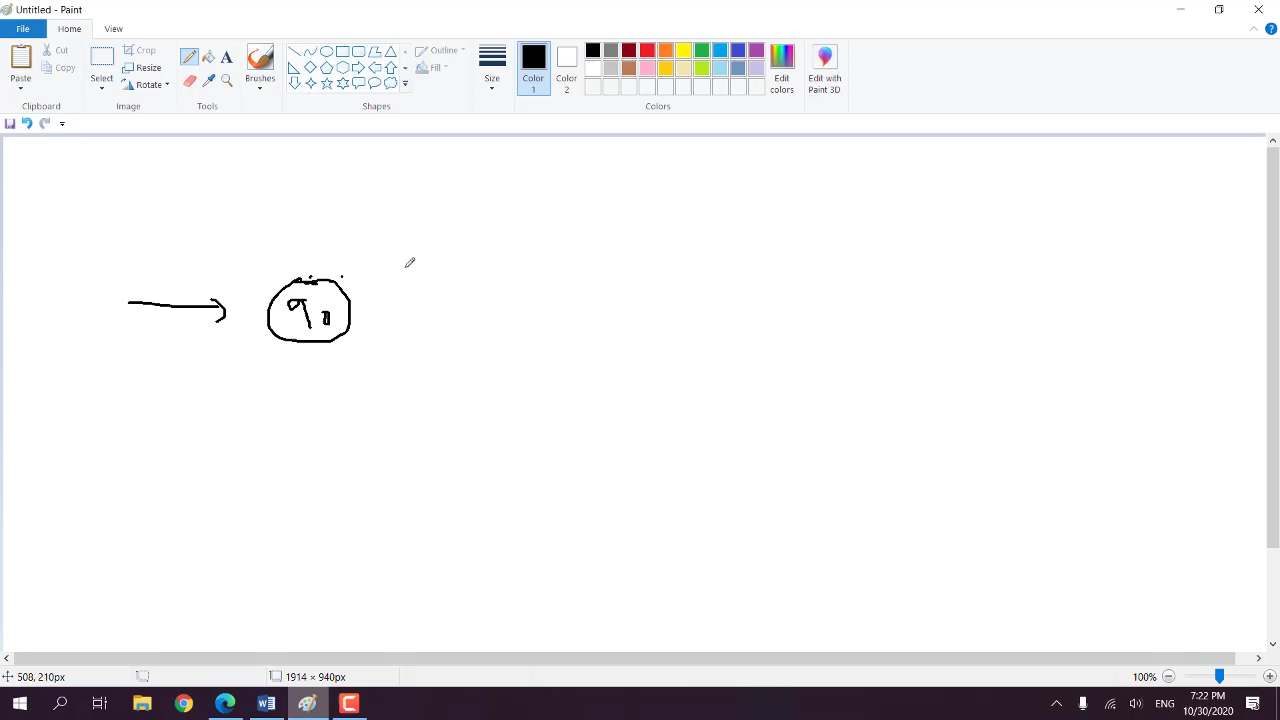 Untitled - Paint
File Home View
Paste Cut Copy Select Crop Resize Rotate Brushes Outline Fill Size Color 1 Color 2 Edit colors Edit with Paint 3D
Clipboard Image Tools Shapes Colors
q0
508, 210px 1914 × 940px 100%
ENG 7:22 PM
10/30/2020